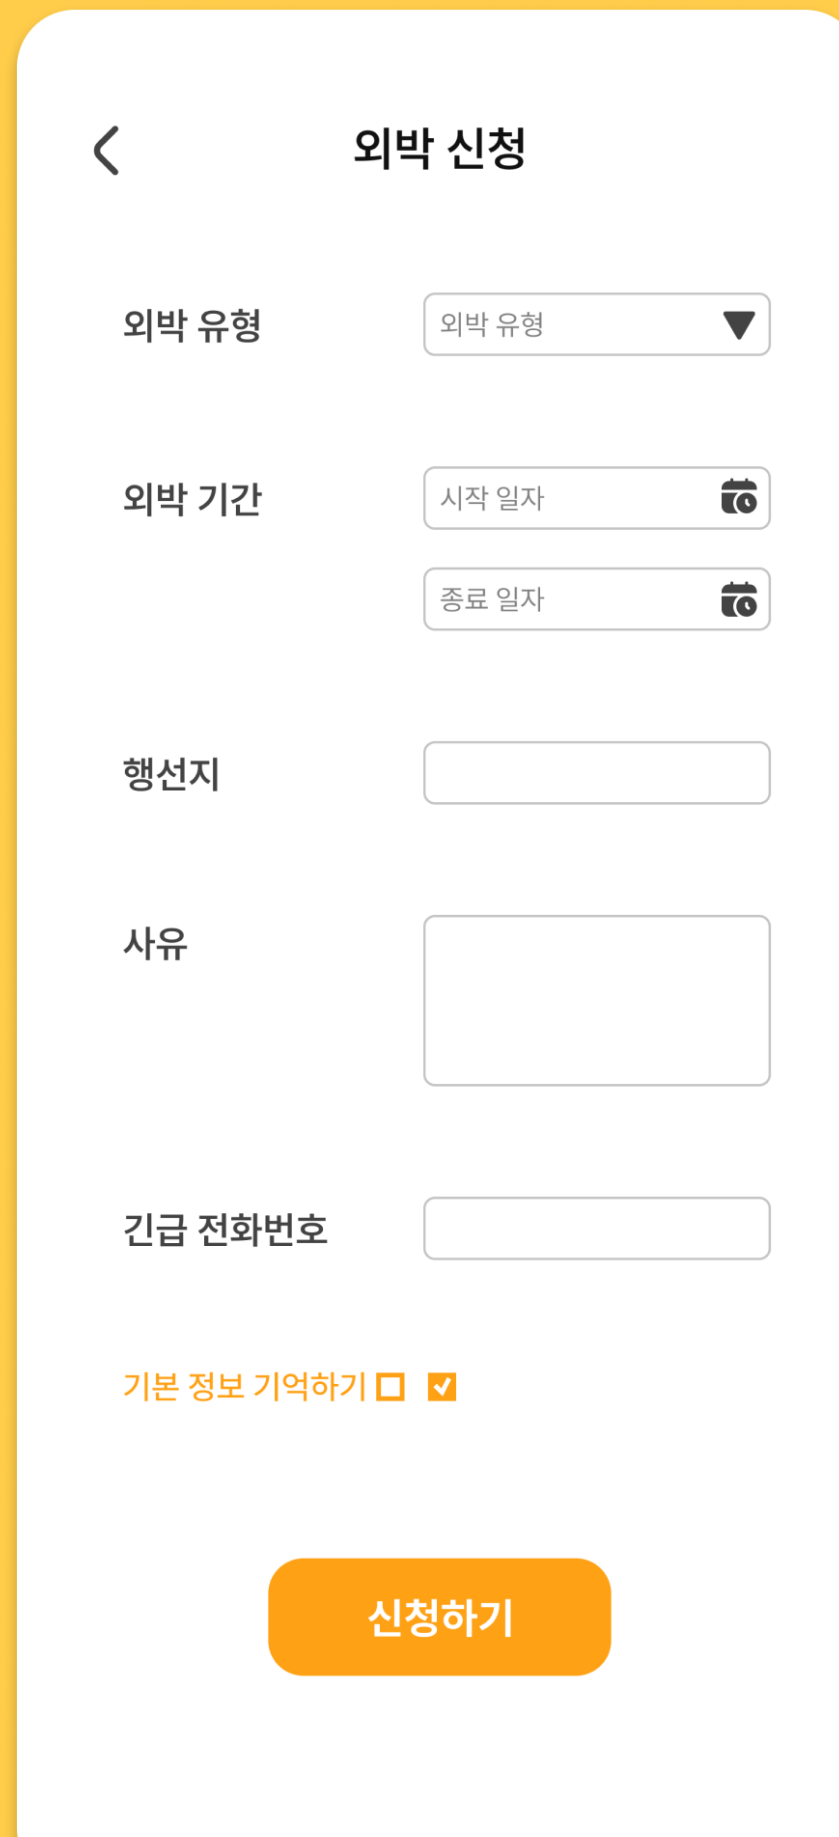 외박 신청
외박 유형
외박 유형
외박 기간
시작 일자
종료 일자
행선지
사유
긴급 전화번호
기본 정보 기억하기
신청하기